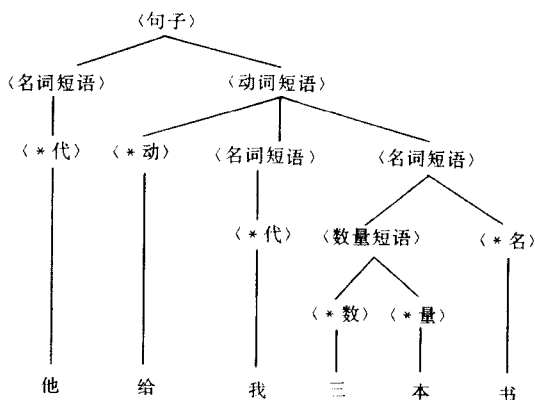 〈句子〉
〈名词短语〉 〈动词短语〉
〈*代〉 〈*动〉 〈名词短语〉 〈名词短语〉
〈*代〉 〈数量短语〉 〈*名〉
〈*数〉 〈*量〉
他 给 我 三 本 书